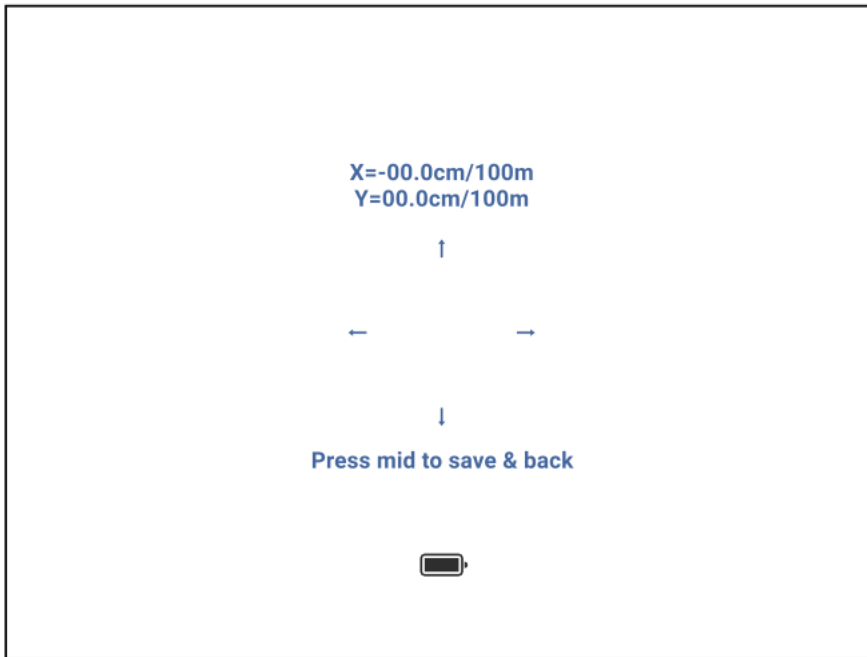 X=-00.0cm/100m
Y=00.0cm/100m
↑
← →
↓
Press mid to save & back